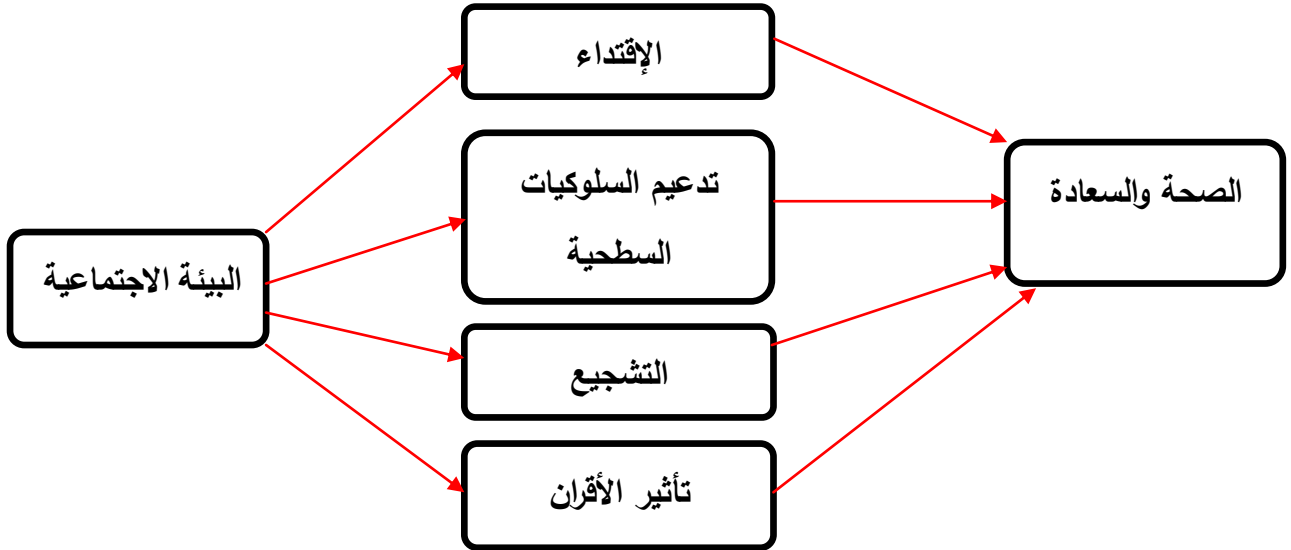 الإقتداء
تدعيم السلوكيات
السطحية
الصحة والسعادة
البيئة الاجتماعية
التشجيع
تأثير الأقران